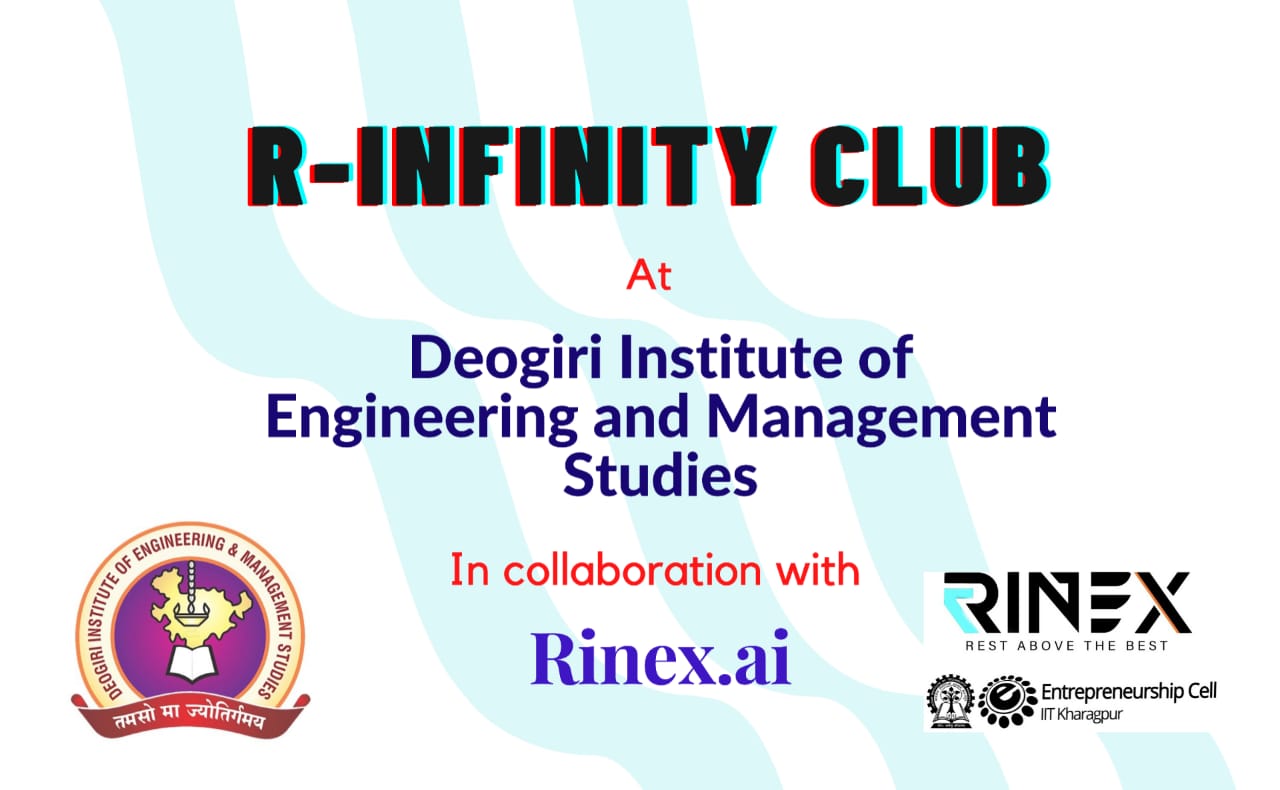 R-INFINITY CLUB
At
Deogiri Institute of
Engineering and Management
Studies
In collaboration with
Rinex.ai
DEOGIRI INSTITUTE OF ENGINEERING & MANAGEMENT STUDIES
तमसो मा ज्योतिर्गमय
RINEX
REST ABOVE THE BEST
Entrepreneurship Cell
IIT Kharagpur